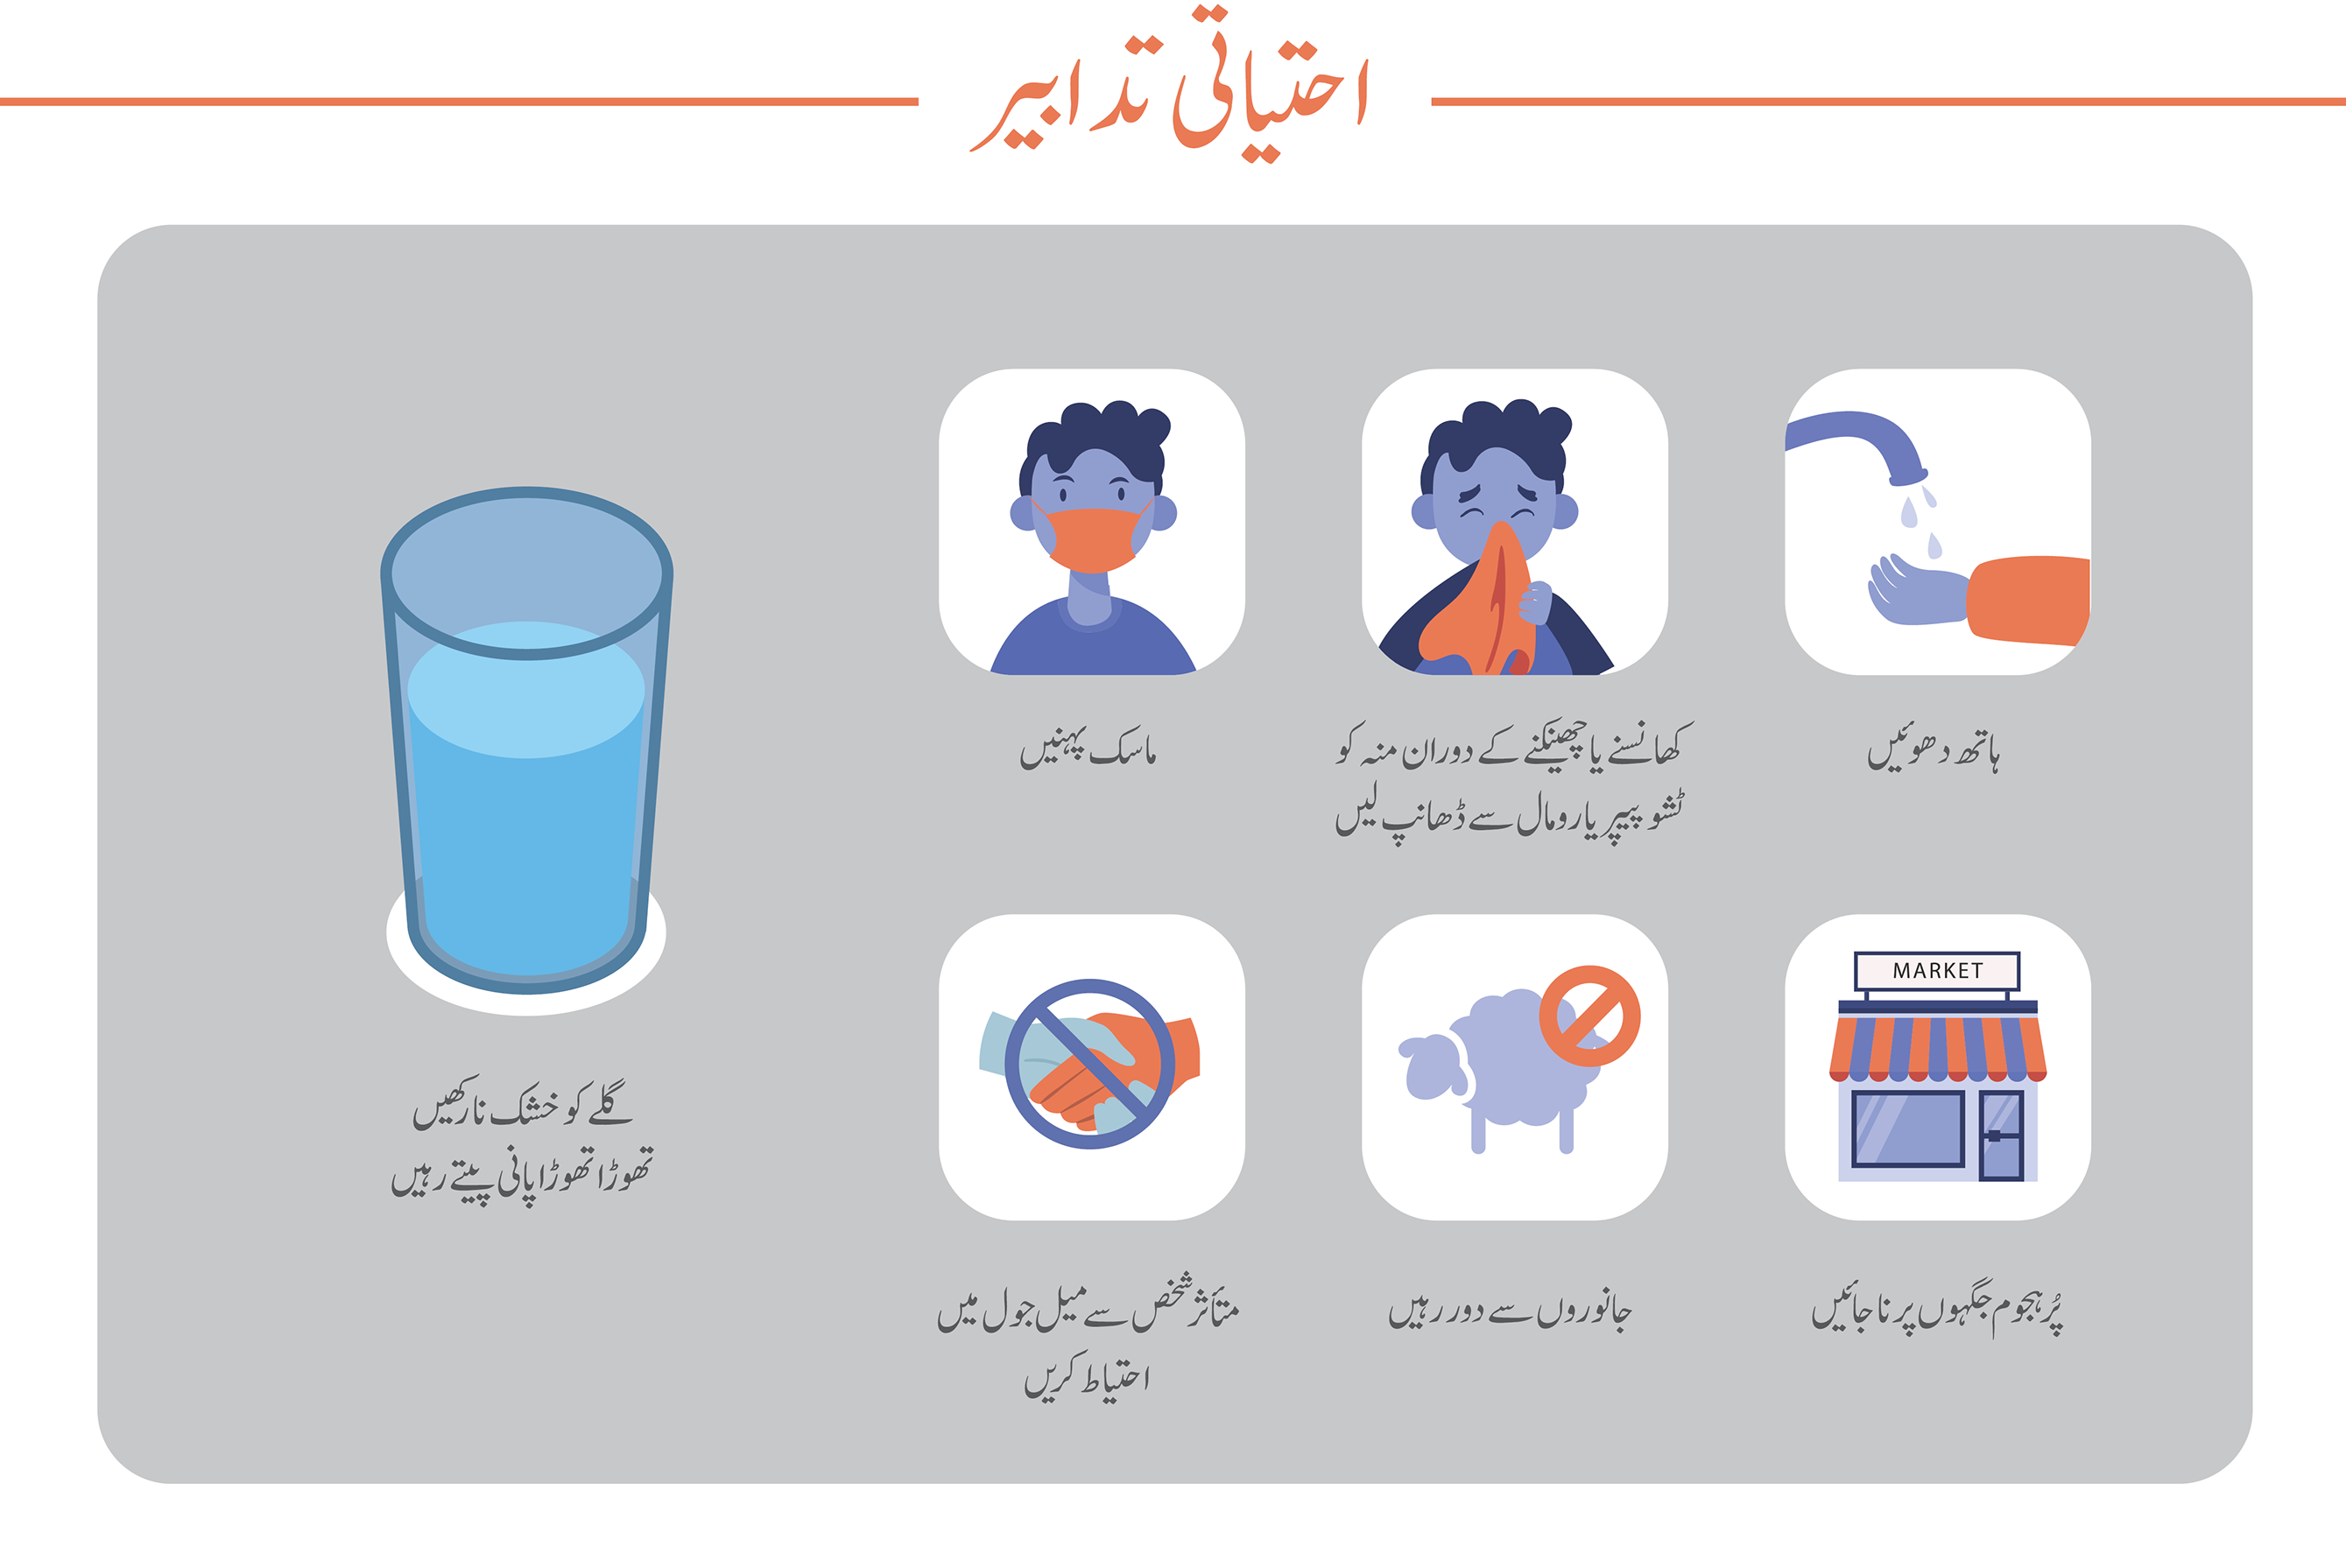 احتیاتی تدابیر
ہاتھ دھوئیں
کھانسنے یا چھینکنے کے دوران منہ کو
ٹشو پیپر یا رومال سے ڈھانپ لیں
ماسک پہنیں
MARKET
پُر ہجوم جگہوں پر نا جائیں
جانوروں سے دور رہیں
متاثر شخص سے میل جول میں
احتیاط کریں
گلے کو خشک نا رکھیں
تھوڑا تھوڑا پانی پیتے رہیں